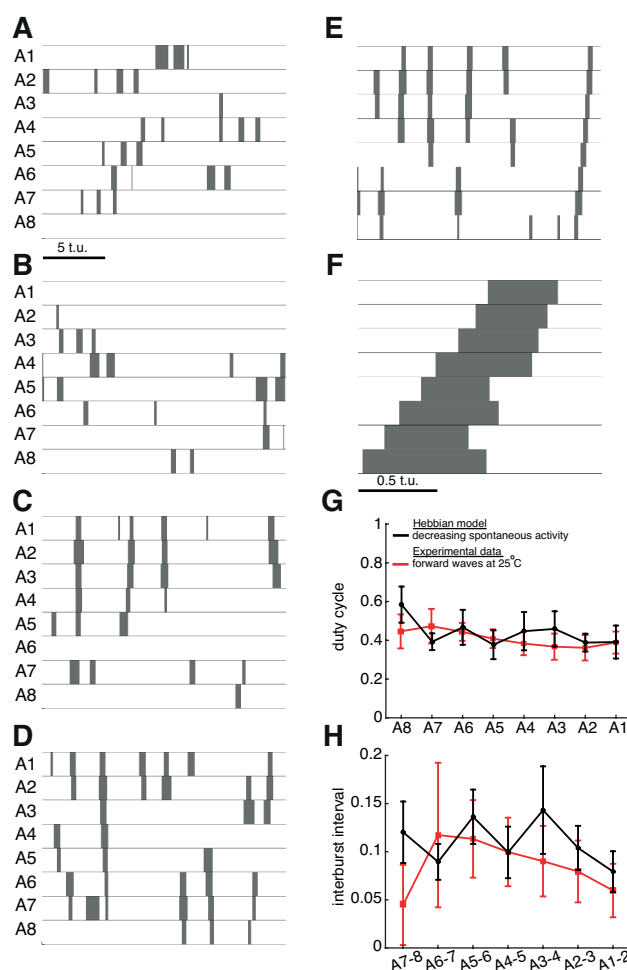 A
A1
A2
A3
A4
A5
A6
A7
A8
5 t.u.
B
A1
A2
A3
A4
A5
A6
A7
A8
C
A1
A2
A3
A4
A5
A6
A7
A8
D
A1
A2
A3
A4
A5
A6
A7
A8
E
F
0.5 t.u.
G
Hebbian model
decreasing spontaneous activity
Experimental data
forward waves at 25°C
duty cycle
1
0.8
0.6
0.4
0.2
0
A8 A7 A6 A5 A4 A3 A2 A1
H
interburst interval
0.2
0.15
0.1
0.05
0
A7-8 A6-7 A5-6 A4-5 A3-4 A2-3 A1-2